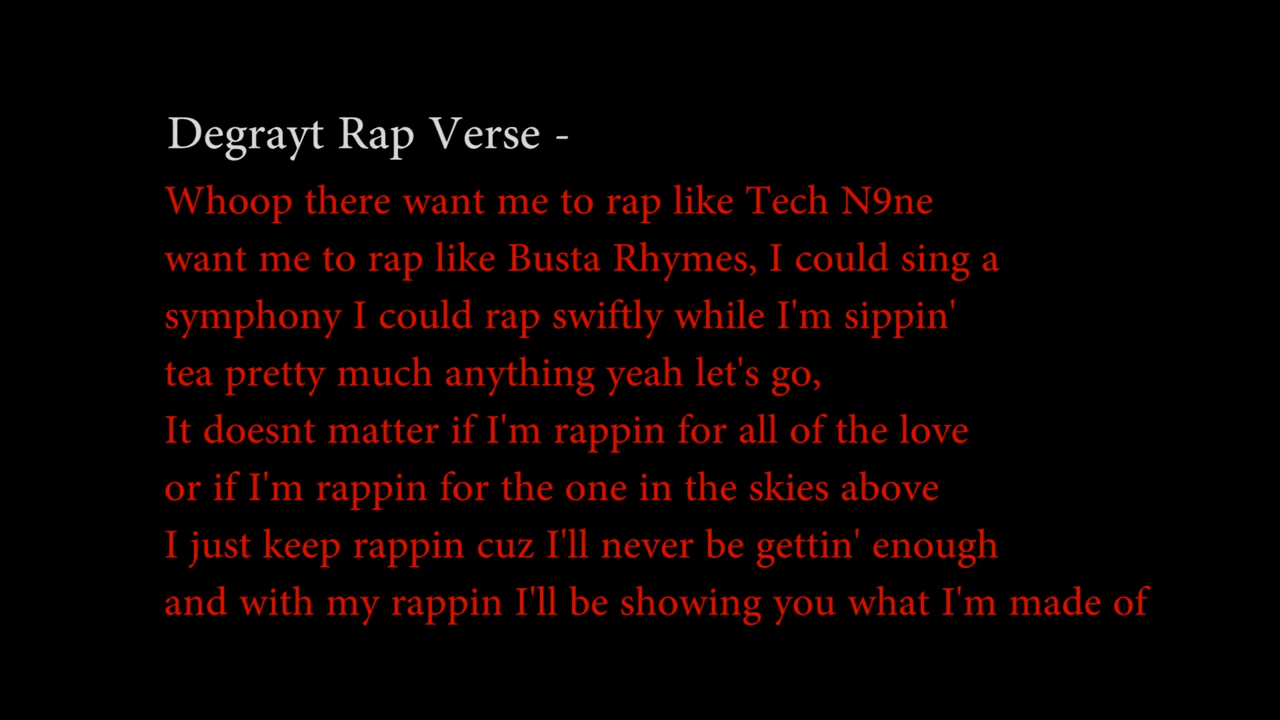 Degrayt Rap Verse -
Whoop there want me to rap like Tech N9ne
want me to rap like Busta Rhymes, I could sing a
symphony I could rap swiftly while I'm sippin'
tea pretty much anything yeah let's go,
It doesnt matter if I'm rappin for all of the love
or if I'm rappin for the one in the skies above
I just keep rappin cuz I'll never be gettin' enough
and with my rappin I'll be showing you what I'm made of